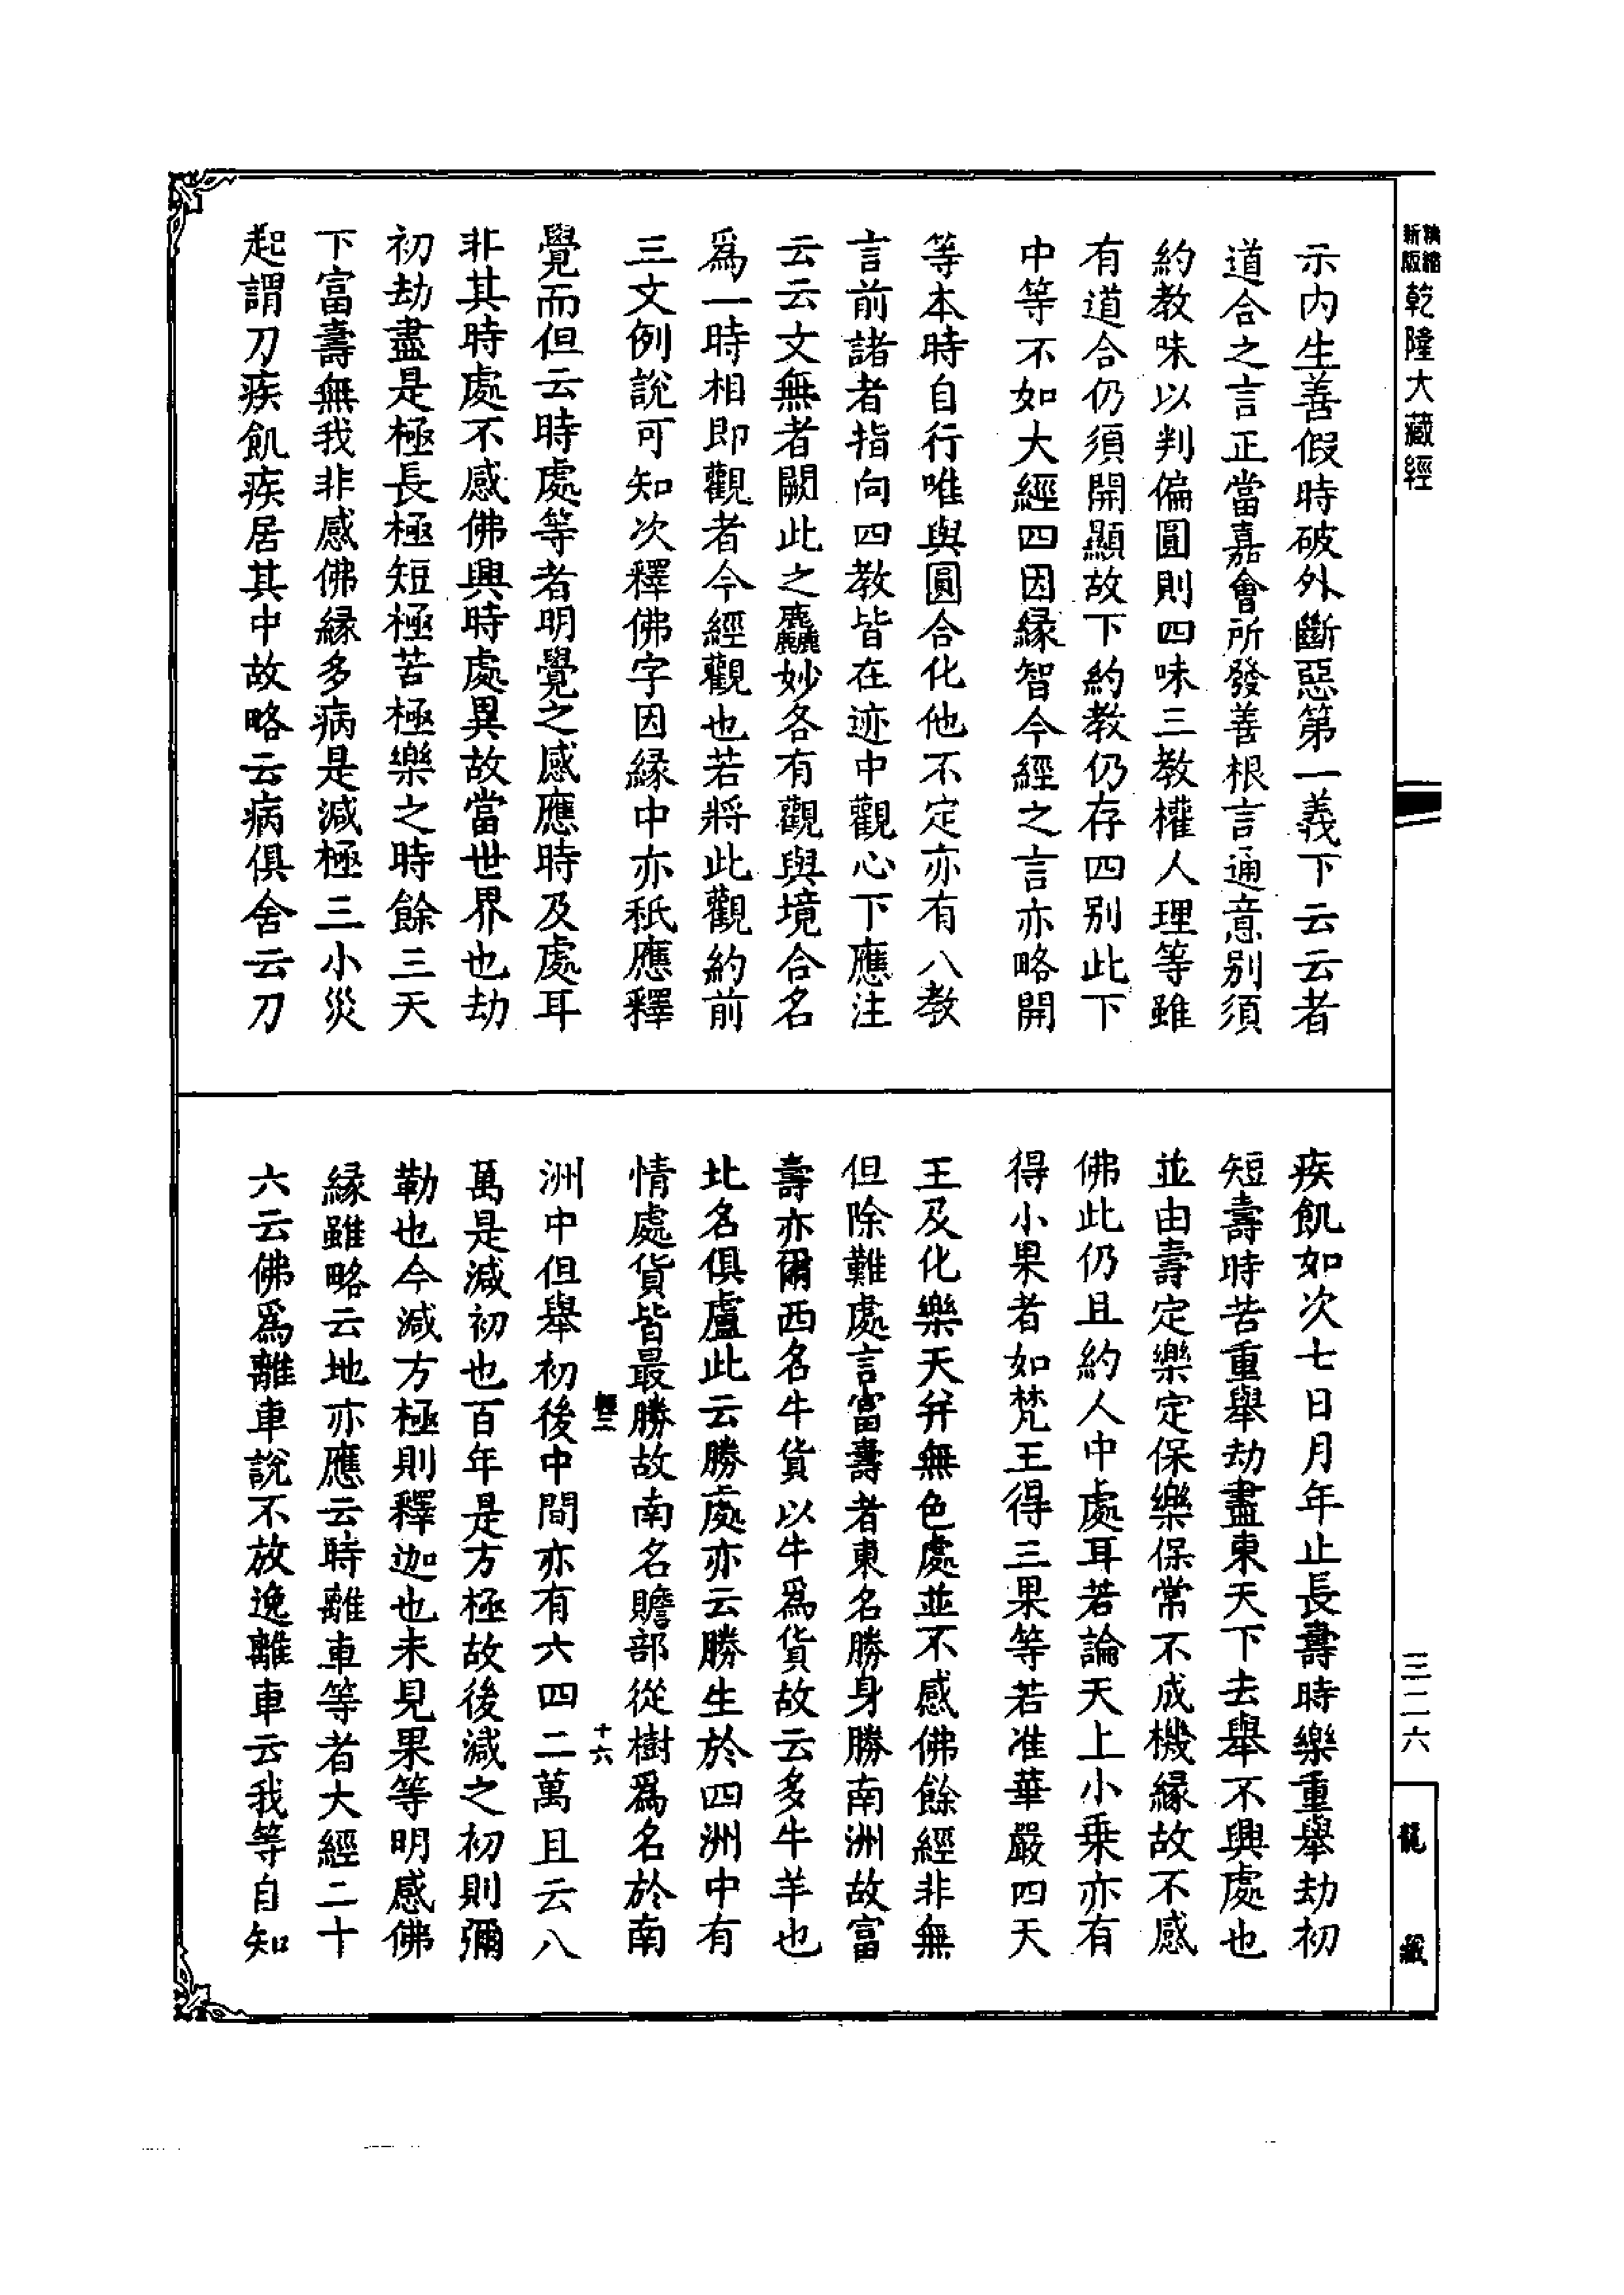 精縮
新版
乾隆大藏經
示內生善假時破外斷惡第一義下云云者
道合之言正當嘉會所發善根言通意別須
約教味以判偏圓則四味三教權人理等雖
有道合仍須開顯故下約教仍存四別此下
中等不如大經四因緣智今經之言亦略開
等本時自行唯與圓合化他不定亦有八教
言前諸者指向四教皆在迹中觀心下應注
云云文無者闕此之麤妙各有觀與境合名
爲一時相即觀者今經觀也若將此觀約前
三文例說可知次釋佛字因緣中亦秖應釋
覺而但云時處等者明覺之感應時及處耳
非其時處不感佛興時處異故當世界也劫
初劫盡是極長極短極苦極樂之時餘三天
下富壽無我非感佛緣多病是減極三小災
起謂刀疾飢疾居其中故略云病俱舍云刀
疾飢如次七日月年止長壽時樂重舉劫初
短壽時苦重舉劫盡東天下去舉不興處也
並由壽定樂定保樂保常不成機緣故不感
佛此仍且約人中處耳若論天上小乘亦有
得小果者如梵王得三果等若准華嚴四天
王及化樂天并無色處並不感佛餘經非無
但除難處言富壽者東名勝身勝南洲故富
壽亦爾西名牛貨以牛爲貨故云多牛羊也
北名俱盧此云勝處亦云勝生於四洲中有
情處貨皆最勝故南名贍部從樹爲名於南
輕三
十六
洲中但舉初後中間亦有六四二萬且云八
萬是減初也百年是方極故後減之初則彌
勒也今減方極則釋迦也未見果等明感佛
緣雖略云地亦應云時離車等者大經二十
六云佛爲離車說不放逸離車云我等自知
三二六
龍藏